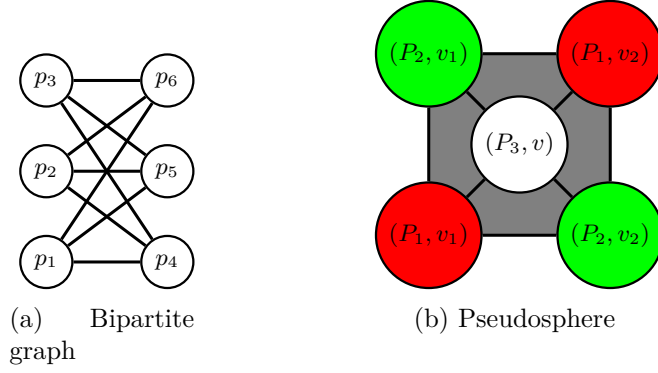 p₃ p₆
p₂ p₅
p₁ p₄
(a) Bipartite
graph
(P₂, v₁) (P₁, v₂)
(P₃, v)
(P₁, v₁) (P₂, v₂)
(b) Pseudosphere